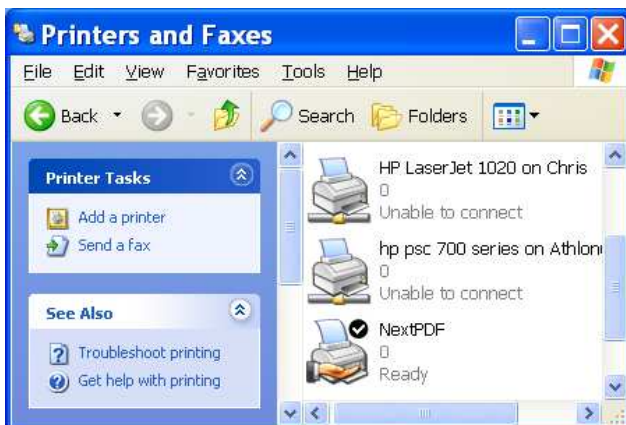 Printers and Faxes
File Edit View Favorites Tools Help
Back Search Folders
Printer Tasks
Add a printer
Send a fax
See Also
Troubleshoot printing
Get help with printing
HP LaserJet 1020 on Chris
0
Unable to connect
hp psc 700 series on
0
Unable to connect
NextPDF
0
Ready